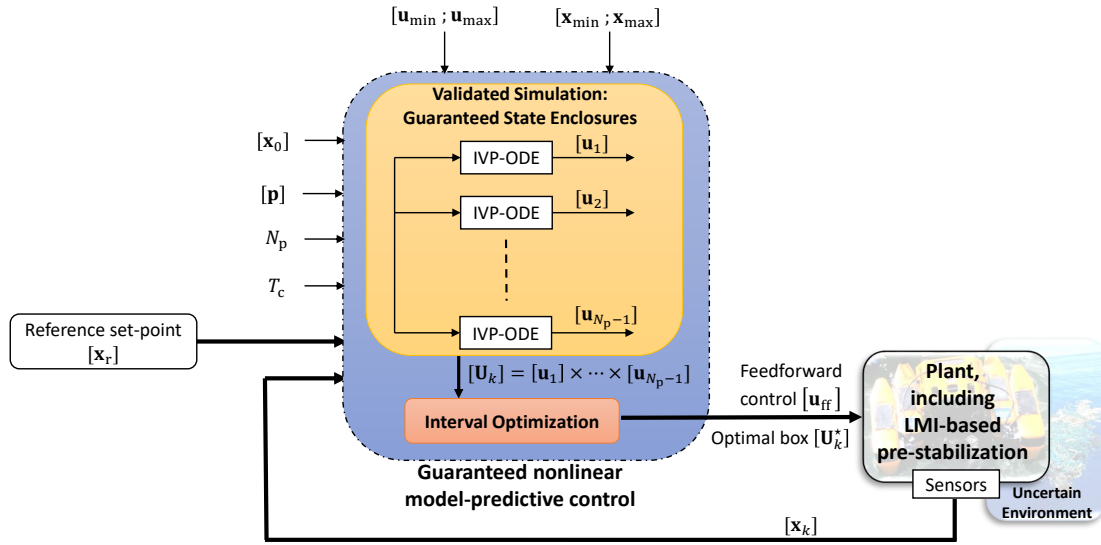 [u_min ; u_max]
[x_min ; x_max]
Validated Simulation:
Guaranteed State Enclosures
[x_0]
[p]
N_p
T_c
IVP-ODE
[u_1]
IVP-ODE
[u_2]
IVP-ODE
[u_{N_p−1}]
Reference set-point
[x_r]
[U_k] = [u_1] × ⋯ × [u_{N_p−1}]
Interval Optimization
Guaranteed nonlinear
model-predictive control
Feedforward
control [u_ff]
Optimal box [U_k^⋆]
Plant,
including
LMI-based
pre-stabilization
Sensors
Uncertain
Environment
[x_k]